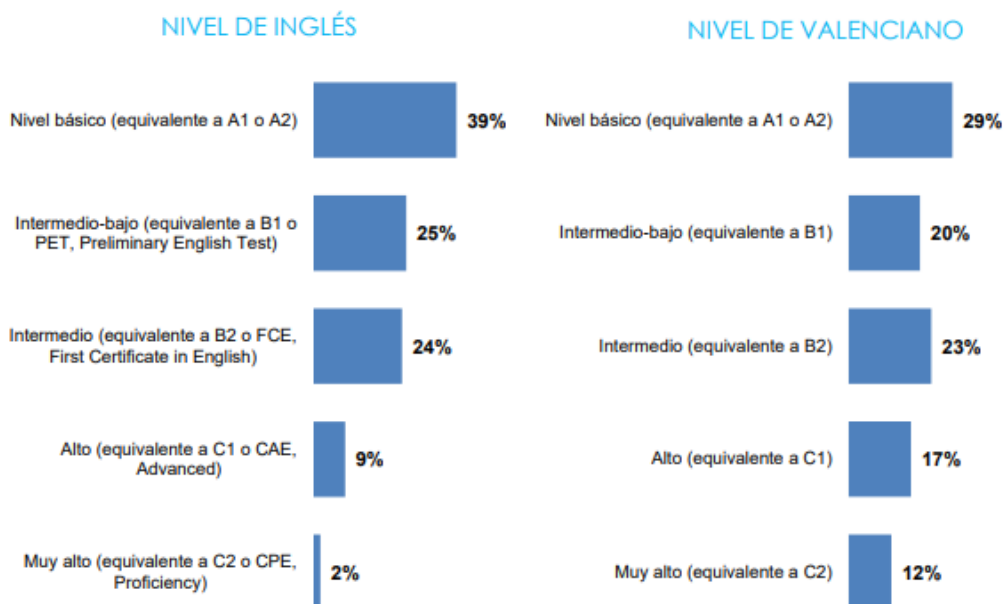 NIVEL DE INGLÉS
Nivel básico (equivalente a A1 o A2)
39%
Intermedio-bajo (equivalente a B1 o
PET, Preliminary English Test)
25%
Intermedio (equivalente a B2 o FCE,
First Certificate in English)
24%
Alto (equivalente a C1 o CAE,
Advanced)
9%
Muy alto (equivalente a C2 o CPE,
Proficiency)
2%
NIVEL DE VALENCIANO
Nivel básico (equivalente a A1 o A2)
29%
Intermedio-bajo (equivalente a B1)
20%
Intermedio (equivalente a B2)
23%
Alto (equivalente a C1)
17%
Muy alto (equivalente a C2)
12%